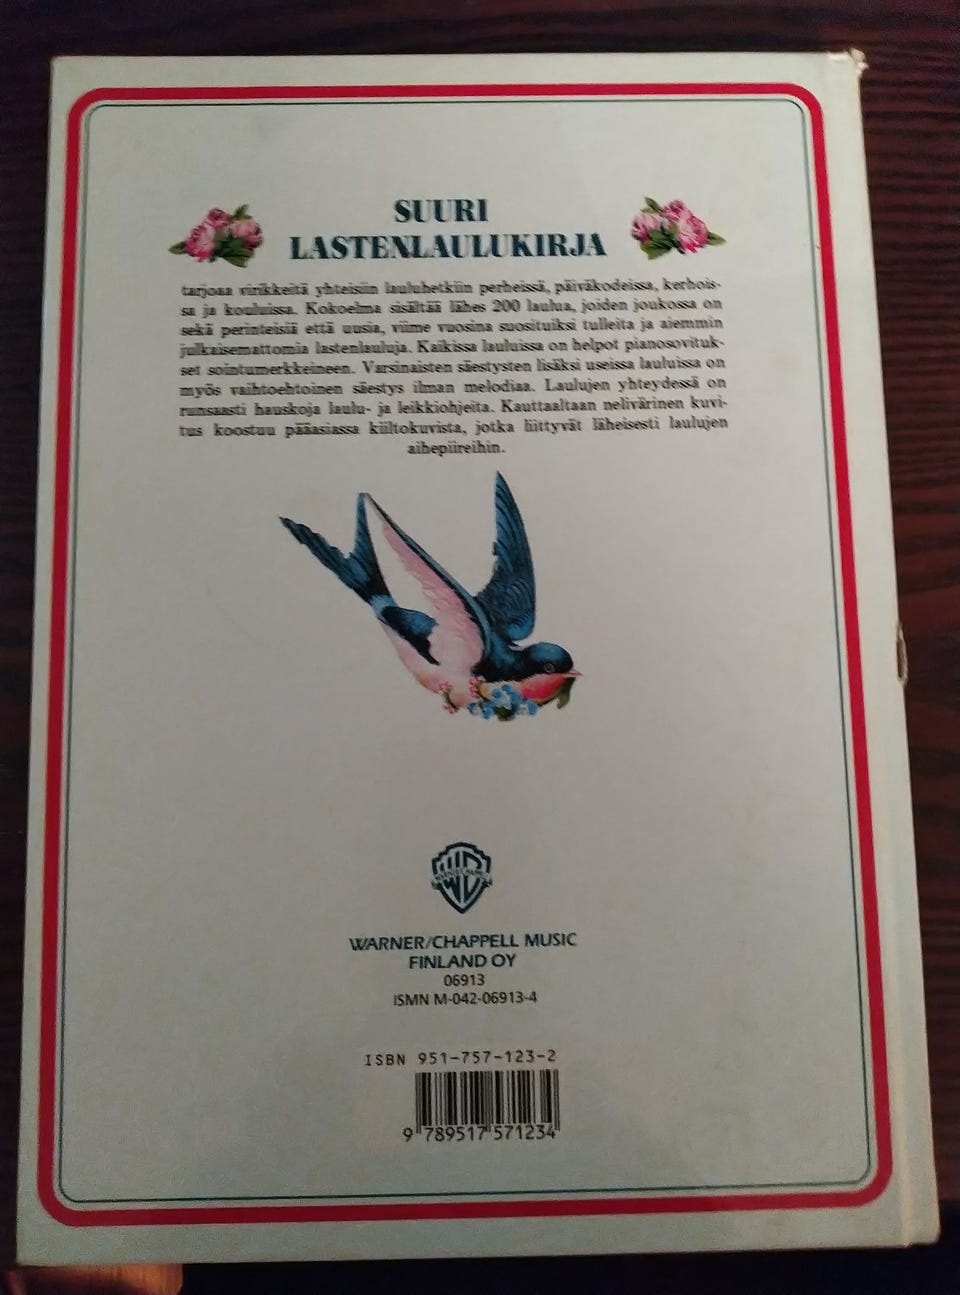 SUURI
LASTENLAULUKIRJA
tarjoaa virikkeitä yhteisiin lauluhetkiin perheissä, päiväkodeissa, kerhois-
sa ja kouluissa. Kokoelma sisältää lähes 200 laulua, joiden joukossa on
sekä perinteisiä että uusia, viime vuosina suosituiksi tulleita ja aiemmin
julkaisemattomia lastenlauluja. Kaikissa lauluissa on helpot pianosovituk-
set sointumerkkeineen. Varsinaisten säestysten lisäksi useissa lauluissa on
myös vaihtoehtoinen säestys ilman melodiaa. Laulujen yhteydessä on
runsaasti hauskoja laulu- ja leikkiohjeita. Kauttaaltaan nelivärinen kuvi-
tus koostuu pääasiassa kiiltokuvista, jotka liittyvät läheisesti laulujen
aihepiireihin.
WARNER/CHAPPELL MUSIC
FINLAND OY
06913
ISMN M-042-06913-4
ISBN 951-757-123-2
9 789517 571234